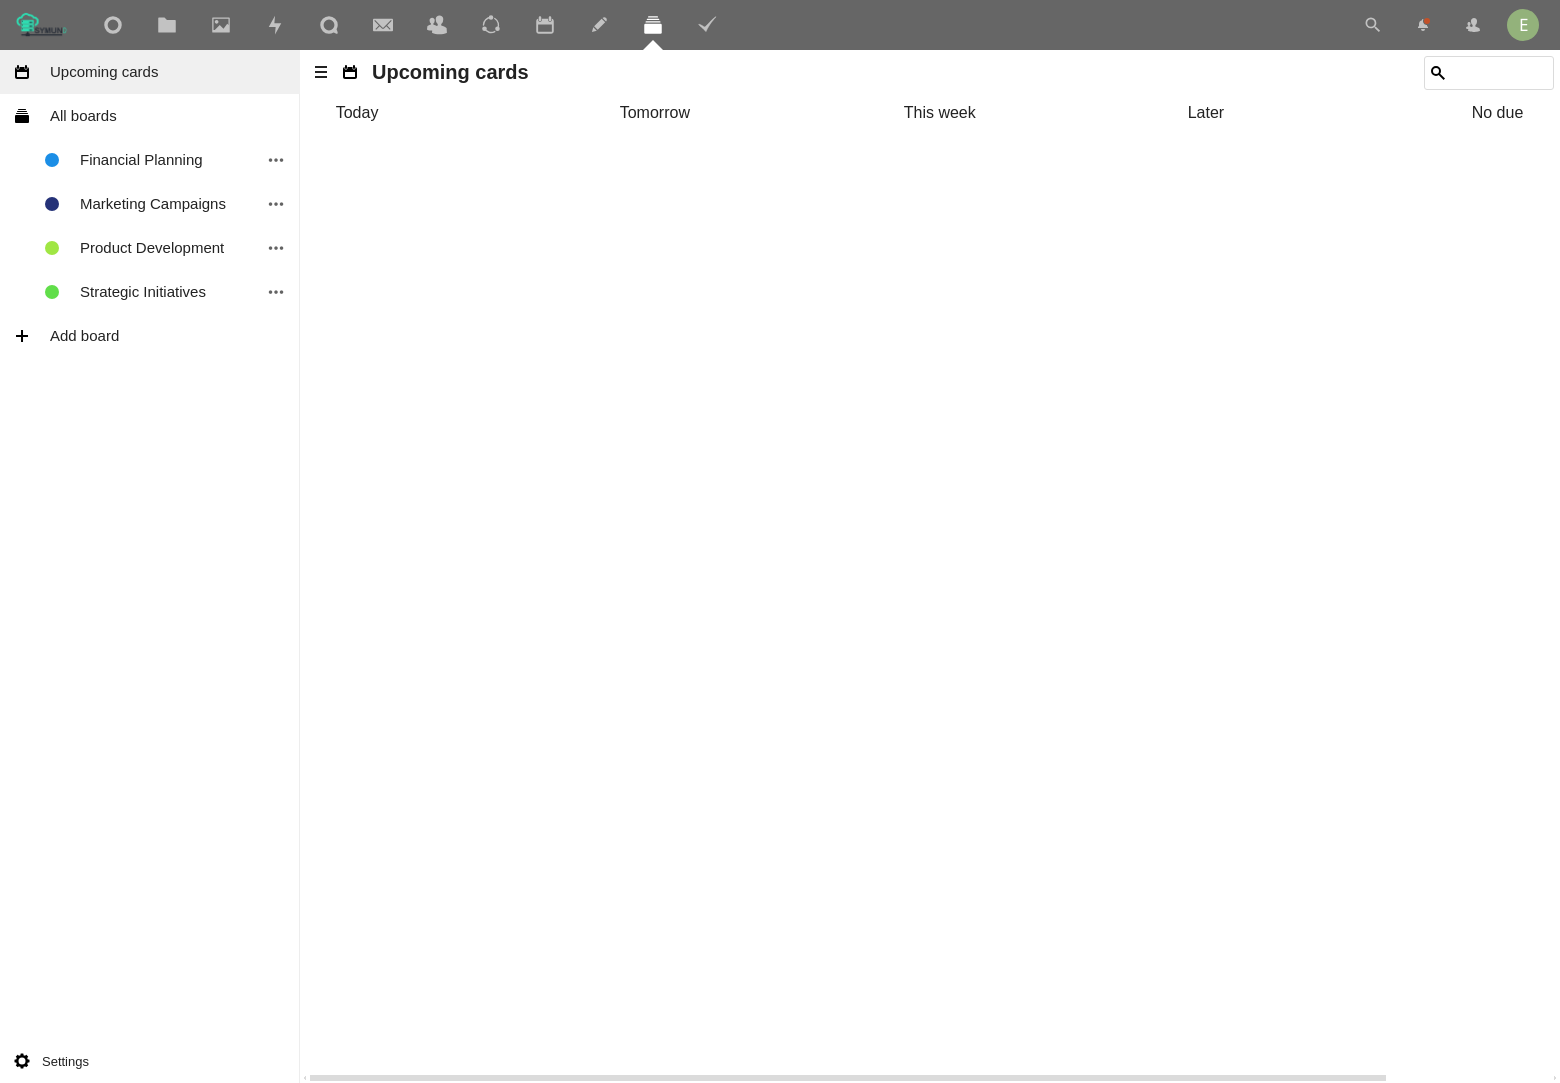 E
Upcoming cards
All boards
Financial Planning
Marketing Campaigns
Product Development
Strategic Initiatives
Add board
Settings
Upcoming cards
Today
Tomorrow
This week
Later
No due